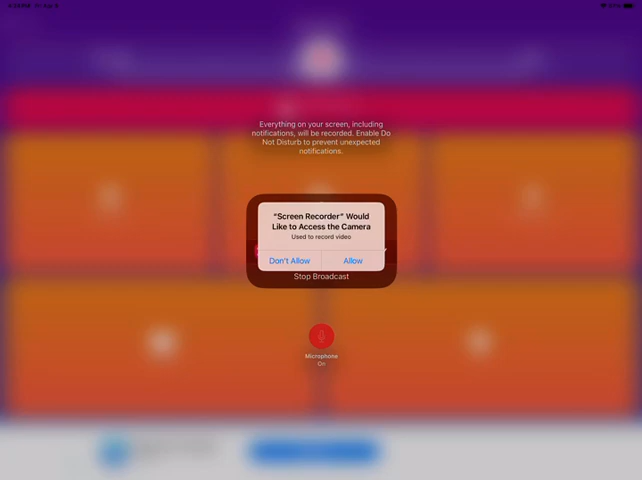 Everything on your screen, including
notifications, will be recorded. Enable Do
Not Disturb to prevent unexpected
notifications.
“Screen Recorder” Would
Like to Access the Camera
Used to record video
Don't Allow
Allow
Stop Broadcast
Microphone
On